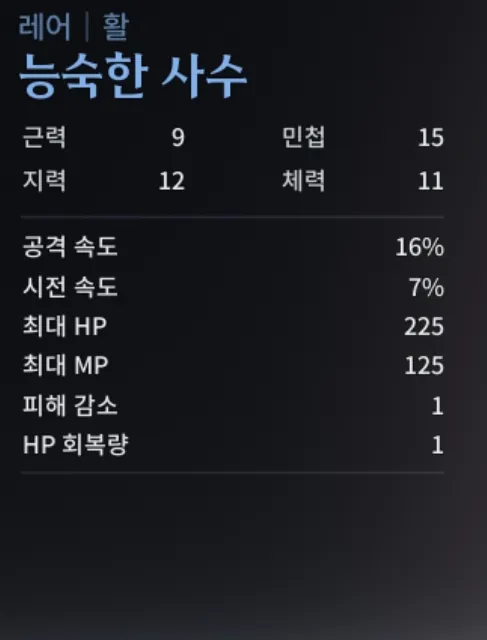 레어 | 활
능숙한 사수
근력 9 민첩 15
지력 12 체력 11
공격 속도 16%
시전 속도 7%
최대 HP 225
최대 MP 125
피해 감소 1
HP 회복량 1